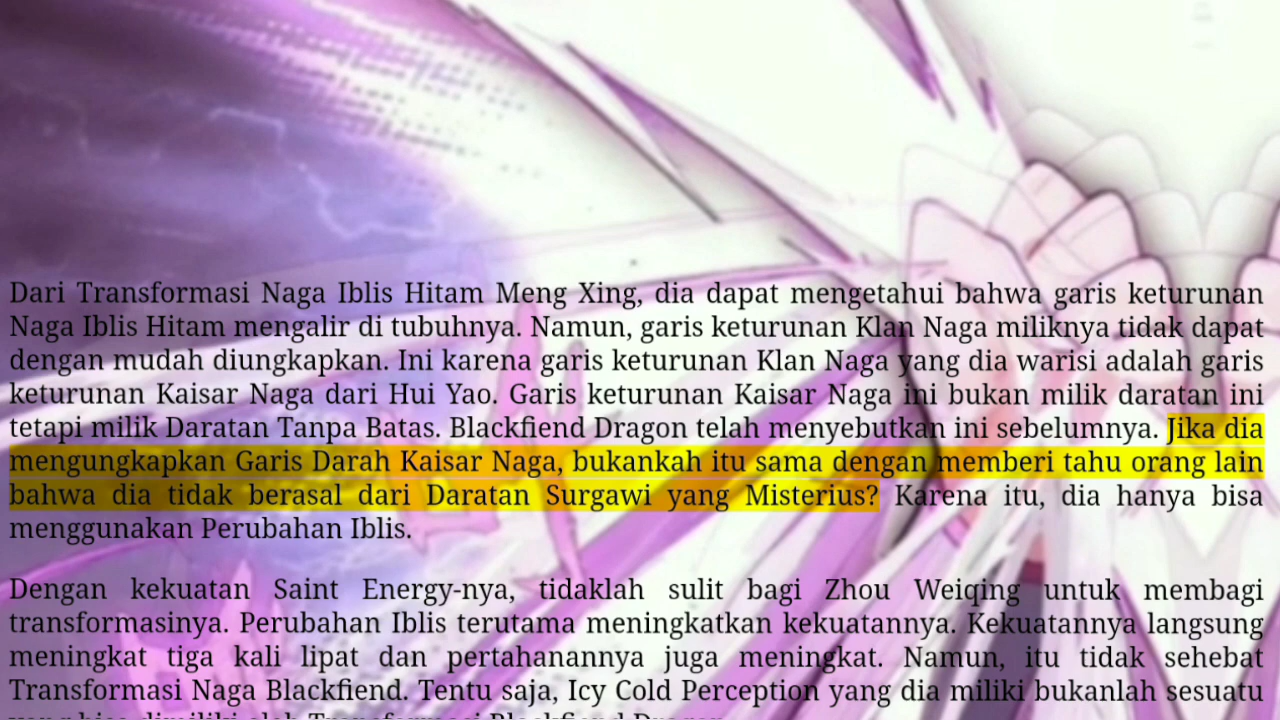 Dari Transformasi Naga Iblis Hitam Meng Xing, dia dapat mengetahui bahwa garis keturunan
Naga Iblis Hitam mengalir di tubuhnya. Namun, garis keturunan Klan Naga miliknya tidak dapat
dengan mudah diungkapkan. Ini karena garis keturunan Klan Naga yang dia warisi adalah garis
keturunan Kaisar Naga dari Hui Yao. Garis keturunan Kaisar Naga ini bukan milik daratan ini
tetapi milik Daratan Tanpa Batas. Blackfiend Dragon telah menyebutkan ini sebelumnya. Jika dia
mengungkapkan Garis Darah Kaisar Naga, bukankah itu sama dengan memberi tahu orang lain
bahwa dia tidak berasal dari Daratan Surgawi yang Misterius? Karena itu, dia hanya bisa
menggunakan Perubahan Iblis.
Dengan kekuatan Saint Energy-nya, tidaklah sulit bagi Zhou Weiqing untuk membagi
transformasinya. Perubahan Iblis terutama meningkatkan kekuatannya. Kekuatannya langsung
meningkat tiga kali lipat dan pertahanannya juga meningkat. Namun, itu tidak sehebat
Transformasi Naga Blackfiend. Tentu saja, Icy Cold Perception yang dia miliki bukanlah sesuatu